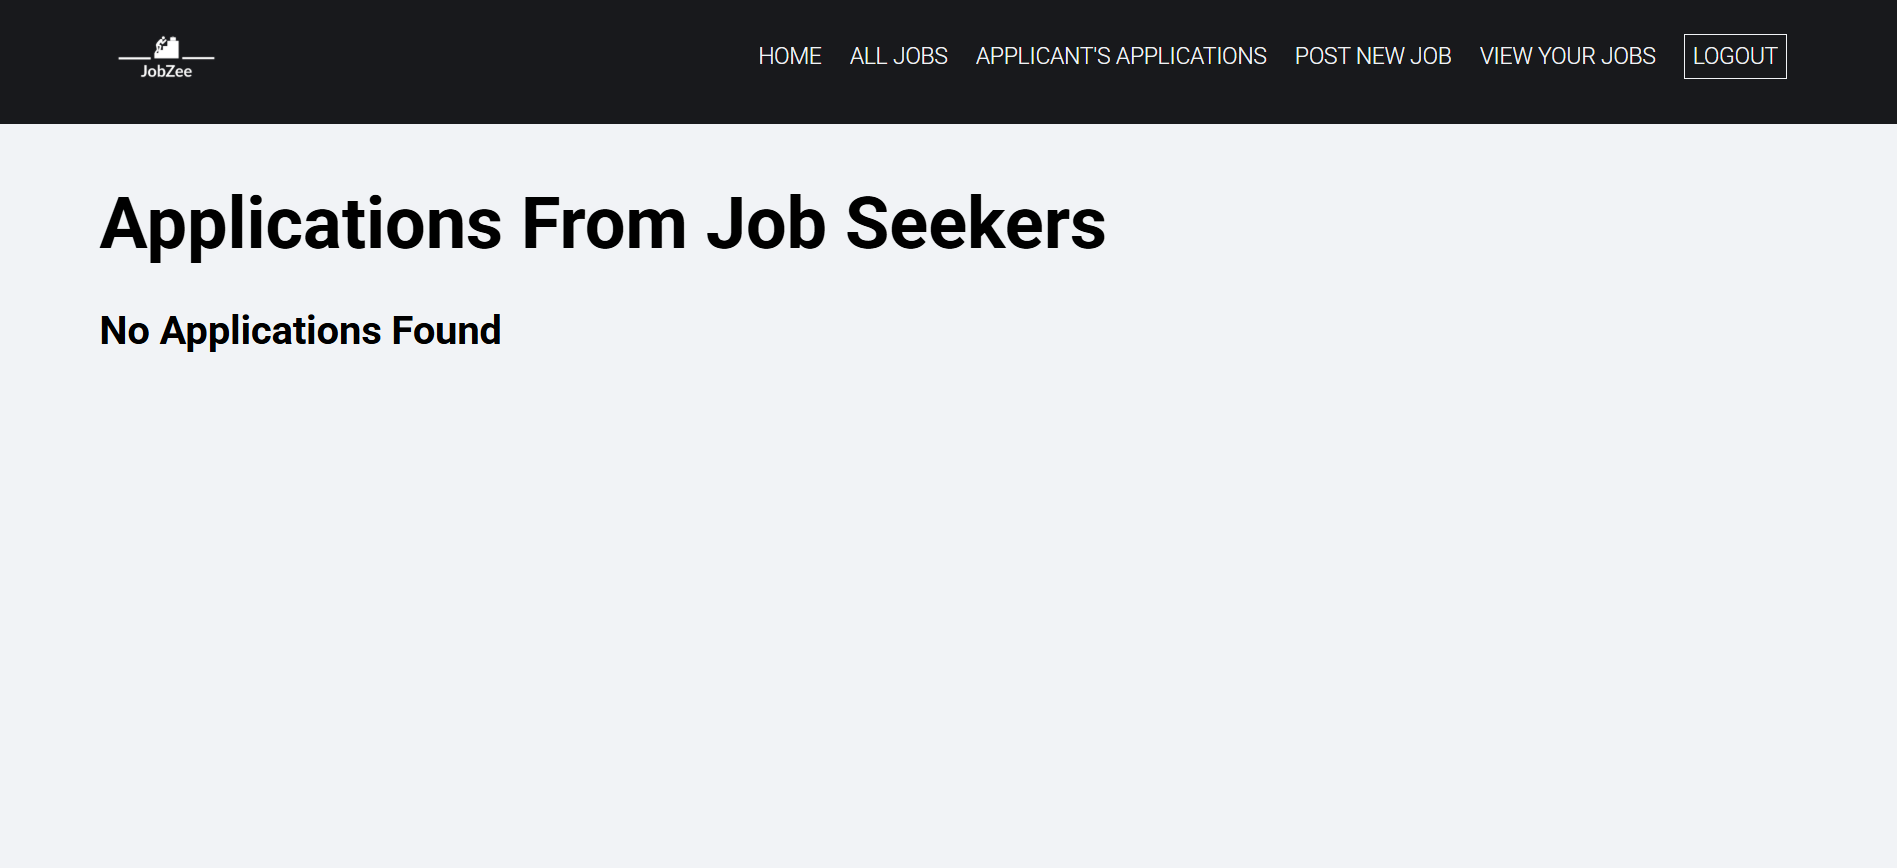 JobZee
HOME ALL JOBS APPLICANT'S APPLICATIONS POST NEW JOB VIEW YOUR JOBS LOGOUT
Applications From Job Seekers
No Applications Found